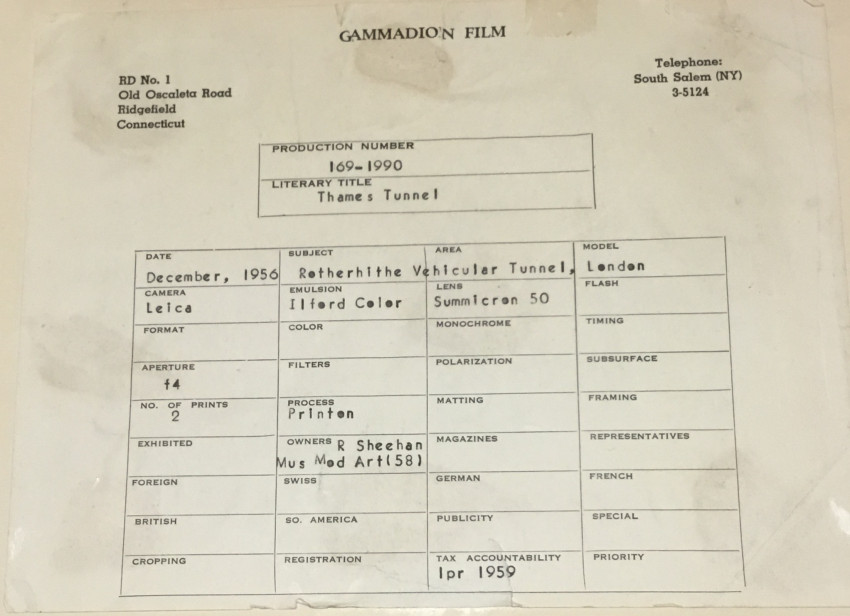 GAMMADION FILM
RD No. 1
Old Oscaleta Road
Ridgefield
Connecticut
Telephone:
South Salem (NY)
3-5124
PRODUCTION NUMBER
169-1990
LITERARY TITLE
Thames Tunnel
DATE SUBJECT AREA MODEL
December, 1956 Rotherhithe Vehicular Tunnel, London
CAMERA EMULSION LENS FLASH
Leica Ilford Color Summicron 50
FORMAT COLOR MONOCHROME TIMING
APERTURE FILTERS POLARIZATION SUBSURFACE
f4
NO. OF PRINTS PROCESS MATTING FRAMING
2 Printon
EXHIBITED OWNERS R Sheehan MAGAZINES REPRESENTATIVES
Mus Mod Art(58)
FOREIGN SWISS GERMAN FRENCH
BRITISH SO. AMERICA PUBLICITY SPECIAL
CROPPING REGISTRATION TAX ACCOUNTABILITY PRIORITY
1pr 1959